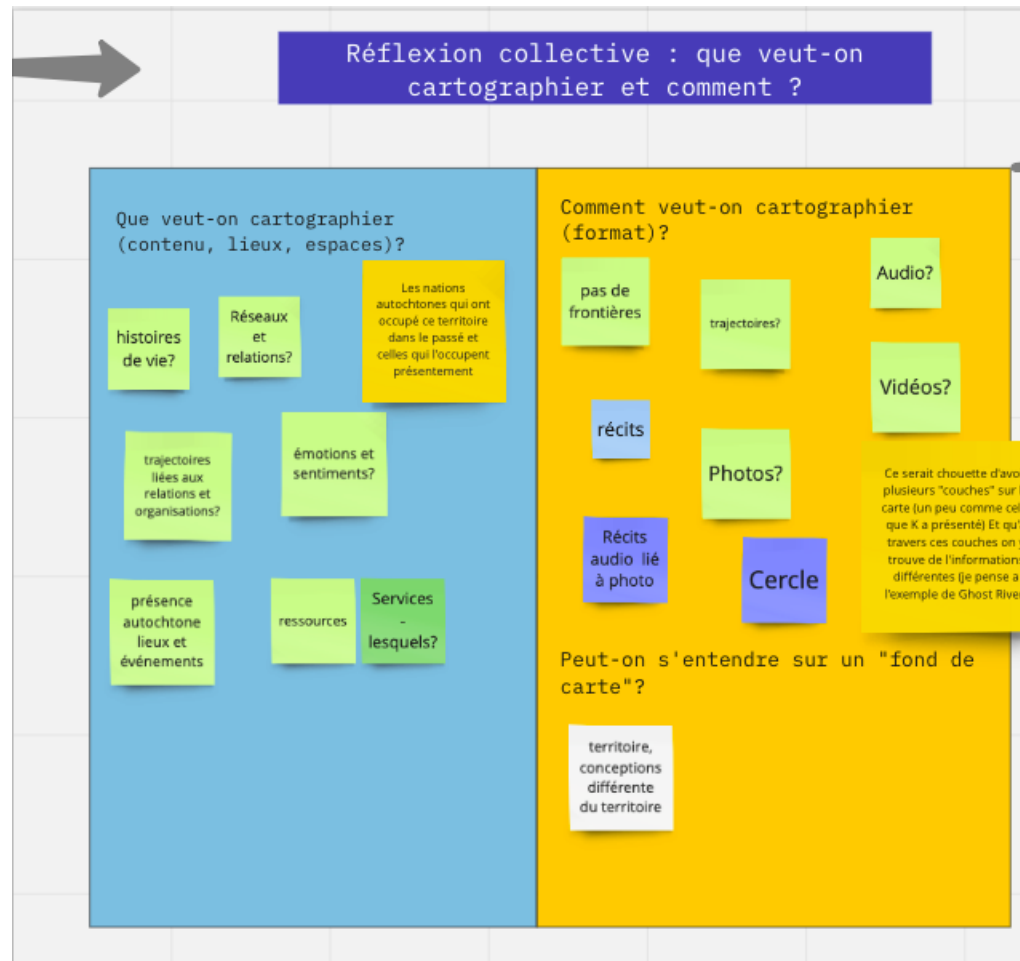 Réflexion collective : que veut-on
cartographier et comment ?
Que veut-on cartographier
(contenu, lieux, espaces)?
histoires
de vie?
Réseaux
et
relations?
Les nations
autochtones qui ont
occupé ce territoire
dans le passé et
celles qui l'occupent
présentement
trajectoires
liées aux
relations et
organisations?
émotions et
sentiments?
présence
autochtone
lieux et
événements
ressources
Services
-
lesquels?
Comment veut-on cartographier
(format)?
pas de
frontières
trajectoires?
Audio?
Vidéos?
récits
Photos?
Récits
audio lié
à photo
Cercle
Ce serait chouette d'avo
plusieurs "couches" sur
carte (un peu comme cel
que K a présenté) Et qu'
travers ces couches on
trouve de l'informations
différentes (je pense a
l'exemple de Ghost River
Peut-on s'entendre sur un "fond de
carte"?
territoire,
conceptions
différente
du territoire